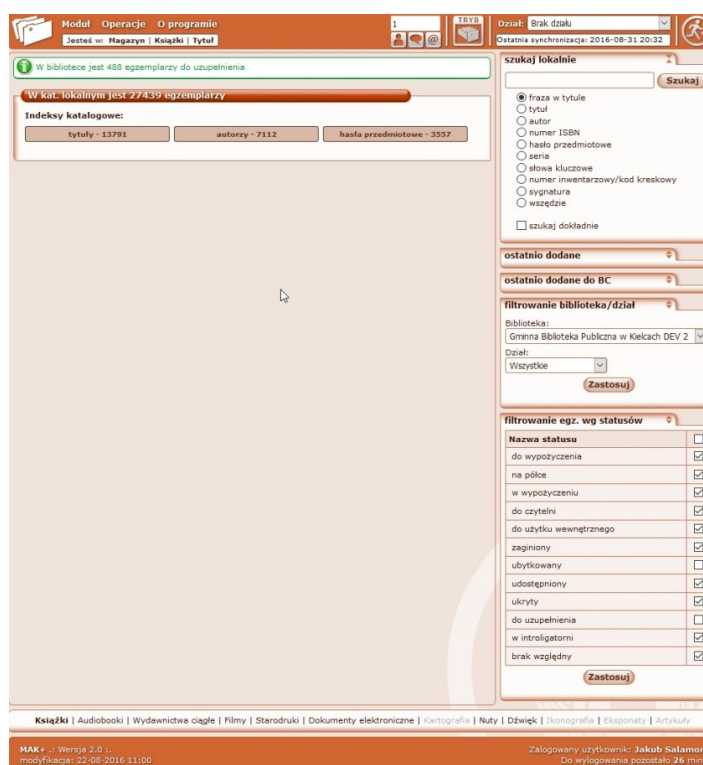 Moduł Operacje O programie
Jesteś w: Magazyn | Książki | Tytuł
1
@
TRYB
Dział: Brak działu
Ostatnia synchronizacja: 2016-08-31 20:32
W bibliotece jest 488 egzemplarzy do uzupełnienia
W kat. lokalnym jest 27439 egzemplarzy
Indeksy katalogowe:
tytuły - 13791 autorzy - 7112 hasła przedmiotowe - 3557
szukaj lokalnie
Szukaj
fraza w tytule
tytuł
autor
numer ISBN
hasło przedmiotowe
seria
słowa kluczowe
numer inwentarzowy/kod kreskowy
sygnatura
wszędzie
szukaj dokładnie
ostatnio dodane
ostatnio dodane do BC
filtrowanie biblioteka/dział
Biblioteka:
Gminna Biblioteka Publiczna w Kielcach DEV 2
Dział:
Wszystkie
Zastosuj
filtrowanie egz. wg statusów
Nazwa statusu
do wypożyczenia
na półce
w wypożyczeniu
do czytelni
do użytku wewnętrznego
zaginiony
ubytkowany
udostępniony
ukryty
do uzupełnienia
w introligatorni
brak względny
Zastosuj
Książki | Audiobooki | Wydawnictwa ciągłe | Filmy | Starodruki | Dokumenty elektroniczne | Kartografia | Nuty | Dźwięk | Ikonografia | Eksponaty | Artykuły
MAK+ .: Wersja 2.0 :.
modyfikacja: 22-08-2016 11:00
Zalogowany użytkownik: Jakub Salamon
Do wylogowania pozostało 26 min